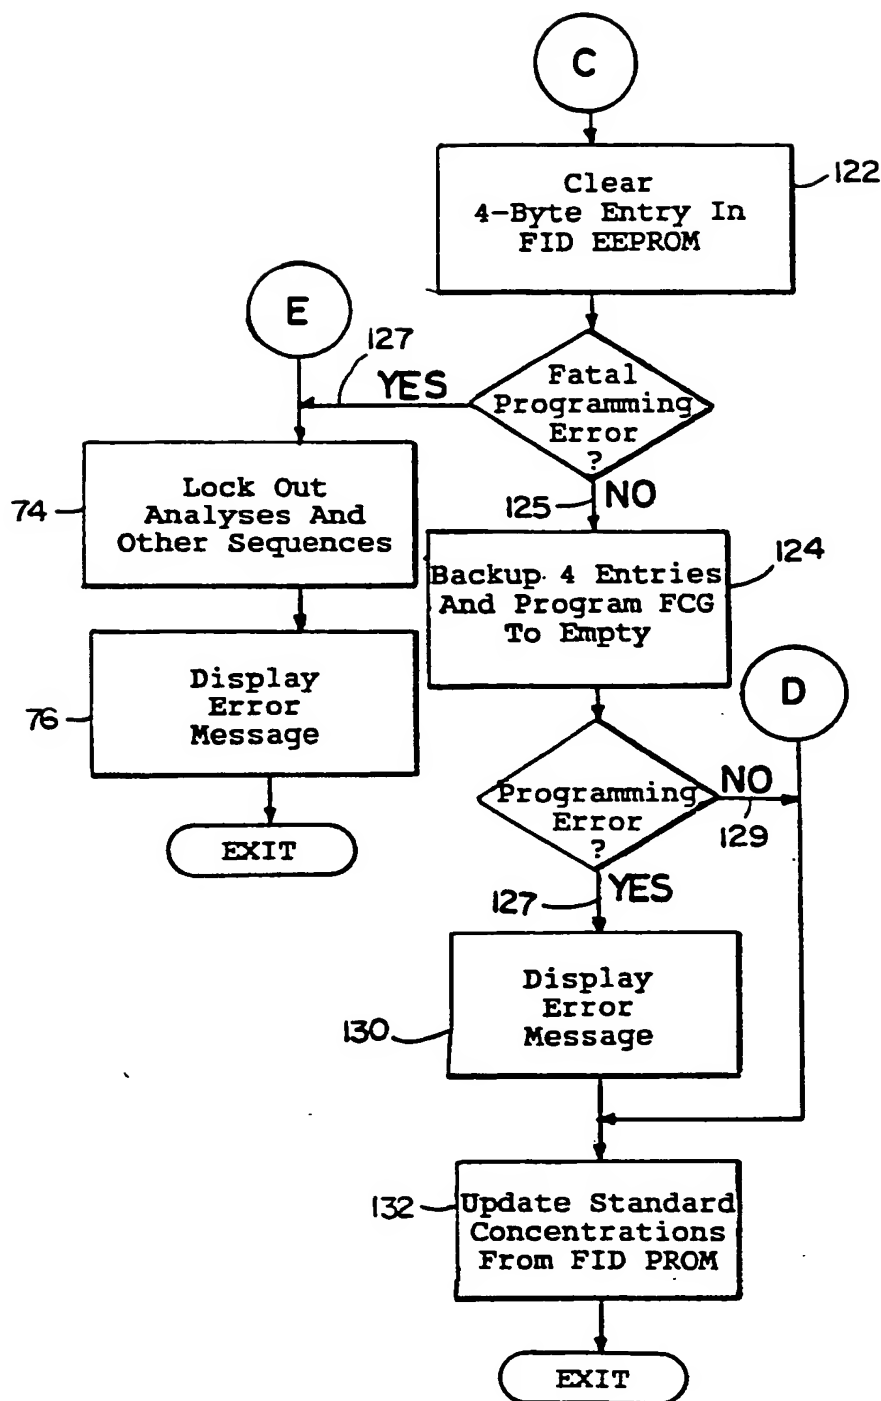 C
Clear
4-Byte Entry In
FID EEPROM
122
E
127
YES
Fatal
Programming
Error
?
74
Lock Out
Analyses And
Other Sequences
125
NO
Backup 4 Entries
And Program FCG
To Empty
124
76
Display
Error
Message
D
EXIT
Programming
Error
?
NO
129
127
YES
Display
Error
Message
130
132
Update Standard
Concentrations
From FID PROM
EXIT